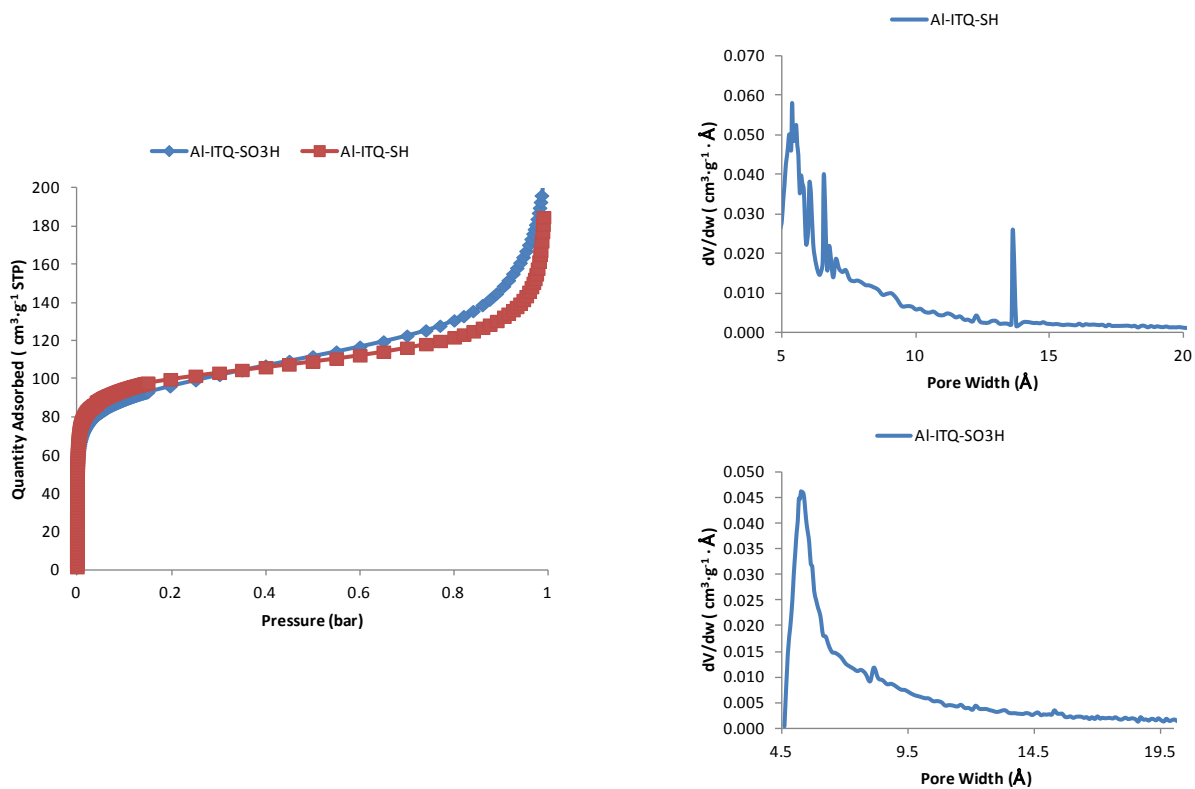 Al-ITQ-SO3H Al-ITQ-SH
Quantity Adsorbed ( cm³·g⁻¹ STP)
200
180
160
140
120
100
80
60
40
20
0
0 0.2 0.4 0.6 0.8 1
Pressure (bar)
Al-ITQ-SH
dV/dw ( cm³·g⁻¹ · Å)
0.070
0.060
0.050
0.040
0.030
0.020
0.010
0.000
5 10 15 20
Pore Width (Å)
Al-ITQ-SO3H
dV/dw ( cm³·g⁻¹ · Å)
0.050
0.045
0.040
0.035
0.030
0.025
0.020
0.015
0.010
0.005
0.000
4.5 9.5 14.5 19.5
Pore Width (Å)